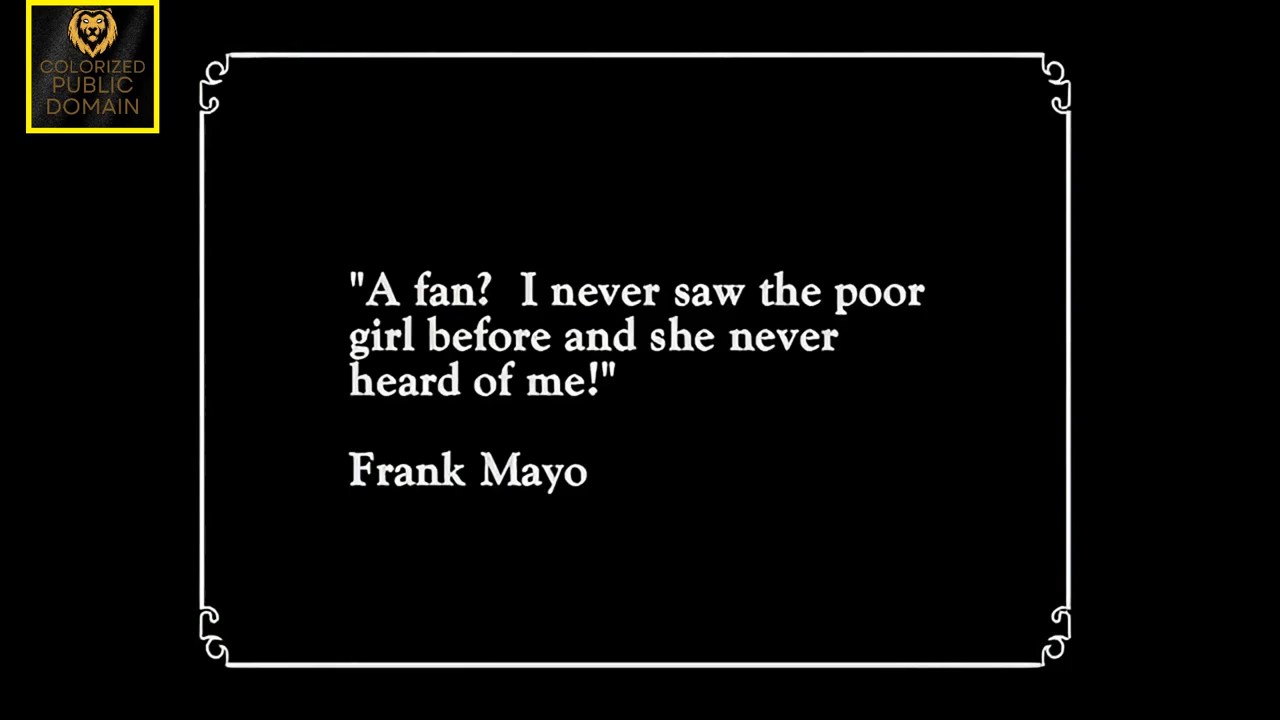 COLORIZED
PUBLIC
DOMAIN
"A fan?  I never saw the poor
girl before and she never
heard of me!"
Frank Mayo